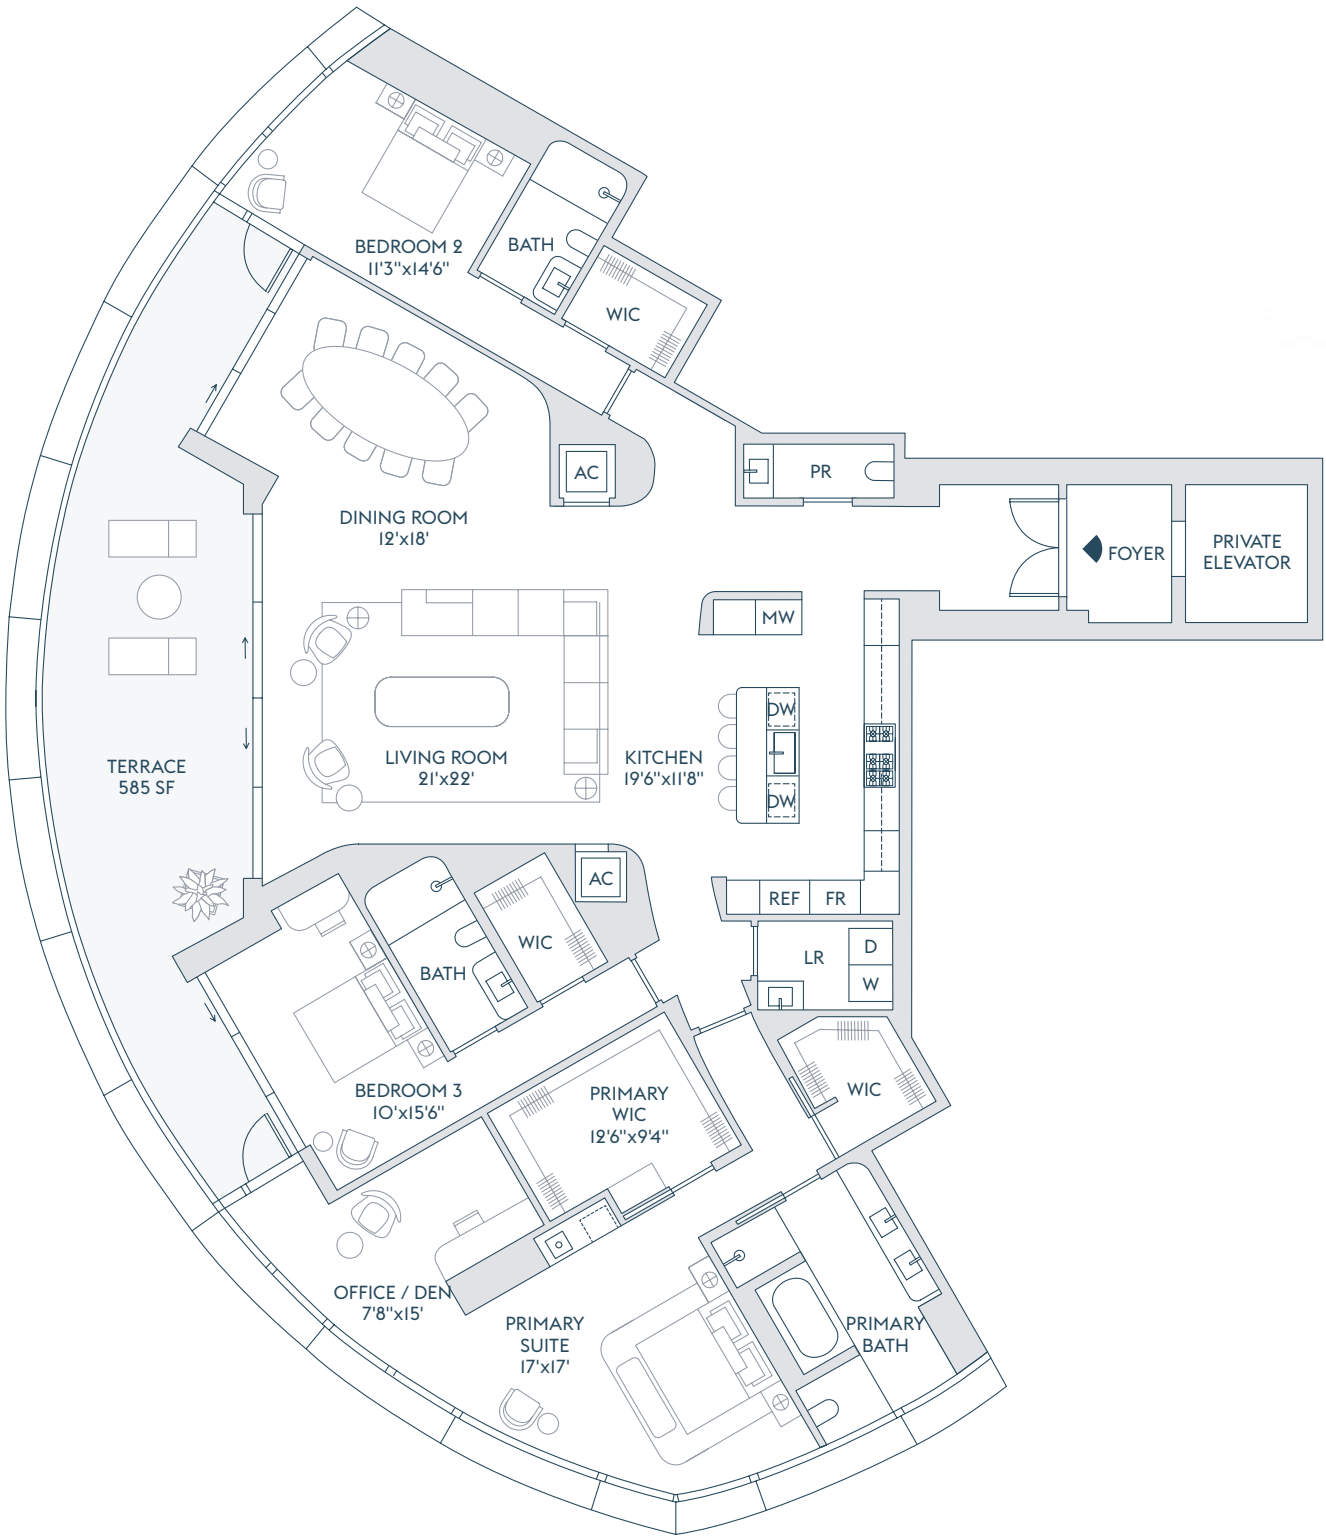 BEDROOM 2
11'3"x14'6"
BATH
WIC
AC
PR
DINING ROOM
12'x18'
FOYER
PRIVATE
ELEVATOR
MW
DW
LIVING ROOM
21'x22'
KITCHEN
19'6"x11'8"
DW
TERRACE
585 SF
AC
REF
FR
WIC
BATH
LR
D
W
BEDROOM 3
10'x15'6"
PRIMARY
WIC
12'6"x9'4"
WIC
OFFICE / DEN
7'8"x15'
PRIMARY
SUITE
17'x17'
PRIMARY
BATH